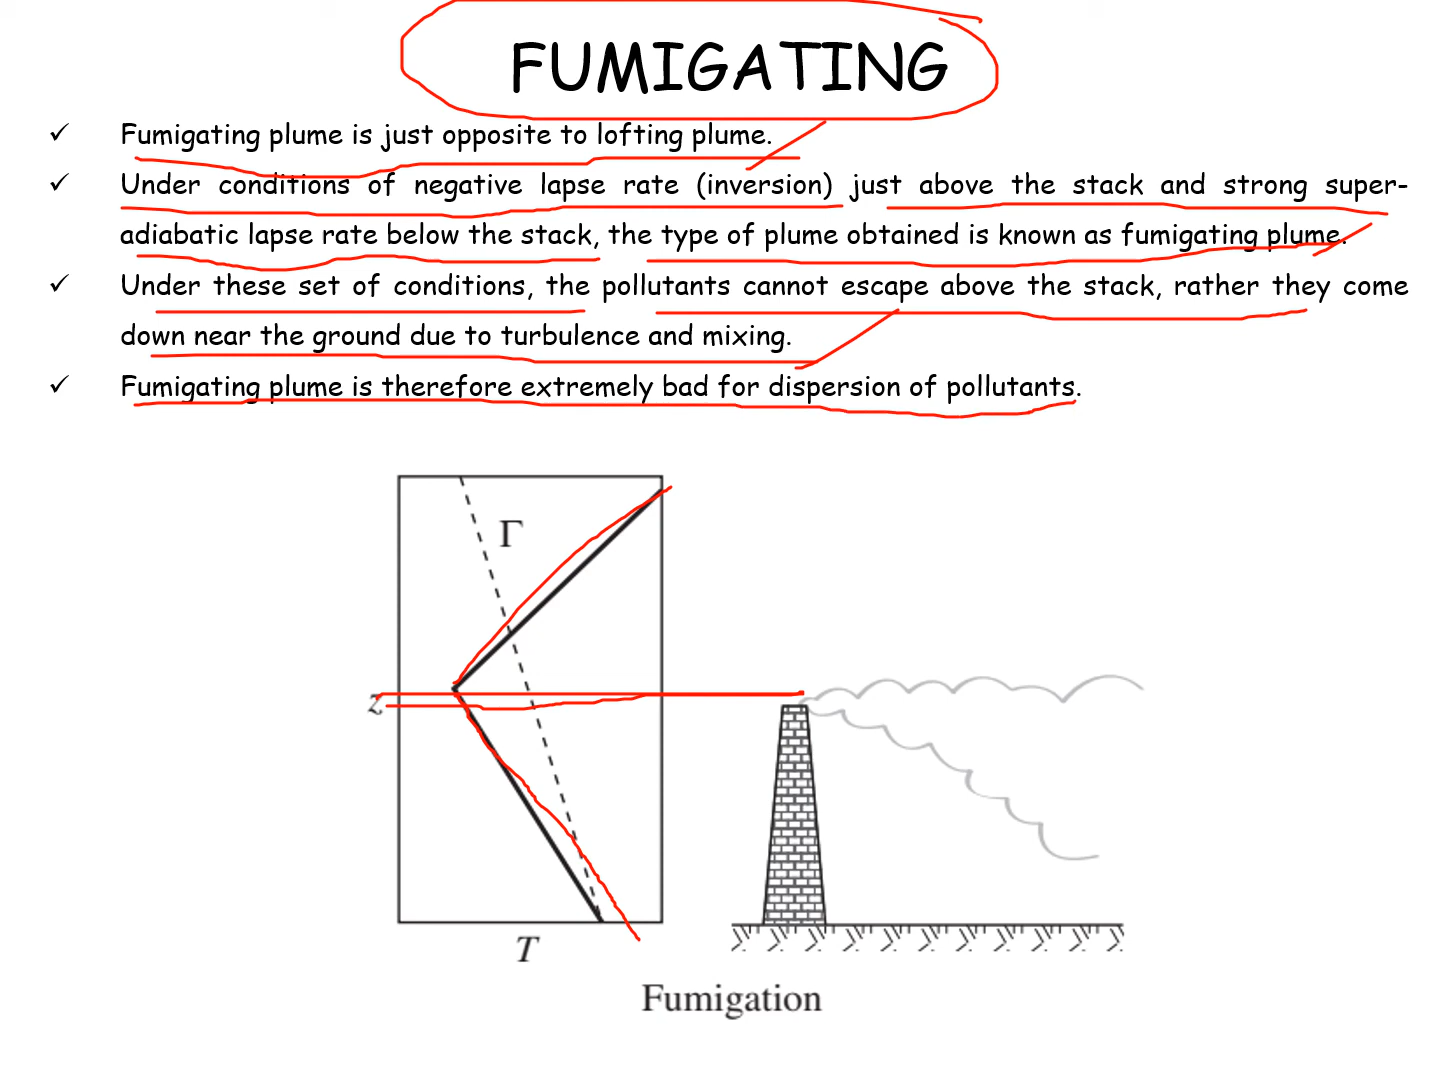 FUMIGATING
✓ Fumigating plume is just opposite to lofting plume.
✓ Under conditions of negative lapse rate (inversion) just above the stack and strong super-
adiabatic lapse rate below the stack, the type of plume obtained is known as fumigating plume.
✓ Under these set of conditions, the pollutants cannot escape above the stack, rather they come
down near the ground due to turbulence and mixing.
✓ Fumigating plume is therefore extremely bad for dispersion of pollutants.
Γ
z
T
Fumigation